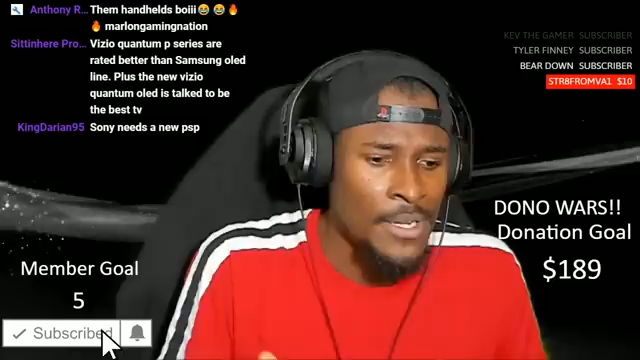 Anthony R... Them handhelds boiii😂😂🔥
🔥 marlongamingnation
Sittinhere Pro... Vizio quantum p series are
rated better than Samsung oled
line. Plus the new vizio
quantum oled is talked to be
the best tv
KingDarian95 Sony needs a new psp
KEV THE GAMER SUBSCRIBER
TYLER FINNEY SUBSCRIBER
BEAR DOWN SUBSCRIBER
STR8FROMVA1 $10
DONO WARS!!
Donation Goal
$189
Member Goal
5
Subscribed